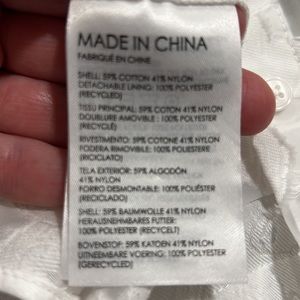 MADE IN CHINA
FABRIQUÉ EN CHINE
SHELL: 59% COTTON 41% NYLON
DETACHABLE LINING: 100% POLYESTER
(RECYCLED)
TISSU PRINCIPAL: 59% COTON 41% NYLON
DOUBLURE AMOVIBLE: 100% POLYESTER
(RECYCLÉ)
RIVESTIMENTO: 59% COTONE 41% NYLON
FODERA RIMOVIBILE: 100% POLIESTERE
(RICICLATO)
TELA EXTERIOR: 59% ALGODÓN
41% NYLON
FORRO DESMONTABLE: 100% POLIÉSTER
(RECICLADO)
SHELL: 59% BAUMWOLLE 41% NYLON
HERAUSNEHMBARES FUTTER:
100% POLYESTER (RECYCELT)
BOVENSTOF: 59% KATOEN 41% NYLON
UITNEEMBARE VOERING: 100% POLYESTER
(GERECYCLED)